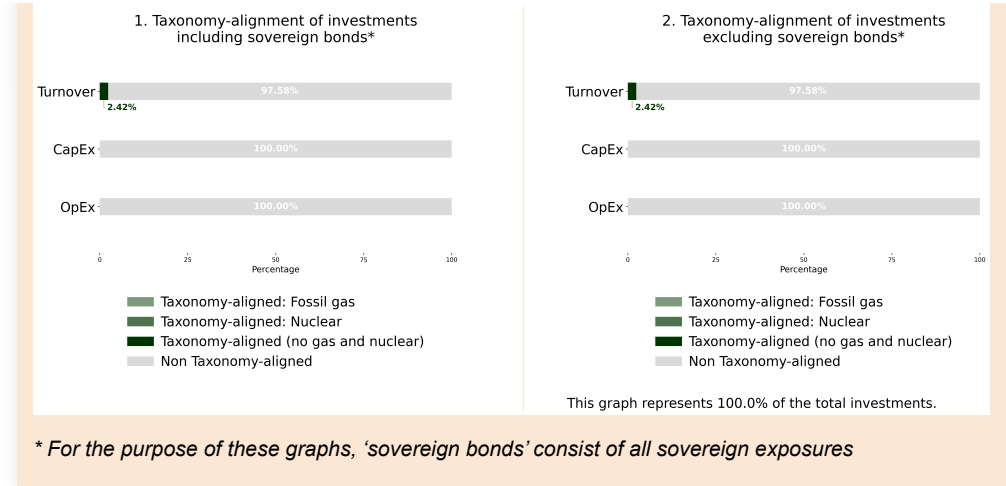 1. Taxonomy-alignment of investments
including sovereign bonds*
Turnover
97.58%
2.42%
CapEx
100.00%
OpEx
100.00%
0 25 50 75 100
Percentage
Taxonomy-aligned: Fossil gas
Taxonomy-aligned: Nuclear
Taxonomy-aligned (no gas and nuclear)
Non Taxonomy-aligned
2. Taxonomy-alignment of investments
excluding sovereign bonds*
Turnover
97.58%
2.42%
CapEx
100.00%
OpEx
100.00%
0 25 50 75 100
Percentage
Taxonomy-aligned: Fossil gas
Taxonomy-aligned: Nuclear
Taxonomy-aligned (no gas and nuclear)
Non Taxonomy-aligned
This graph represents 100.0% of the total investments.
* For the purpose of these graphs, ‘sovereign bonds’ consist of all sovereign exposures